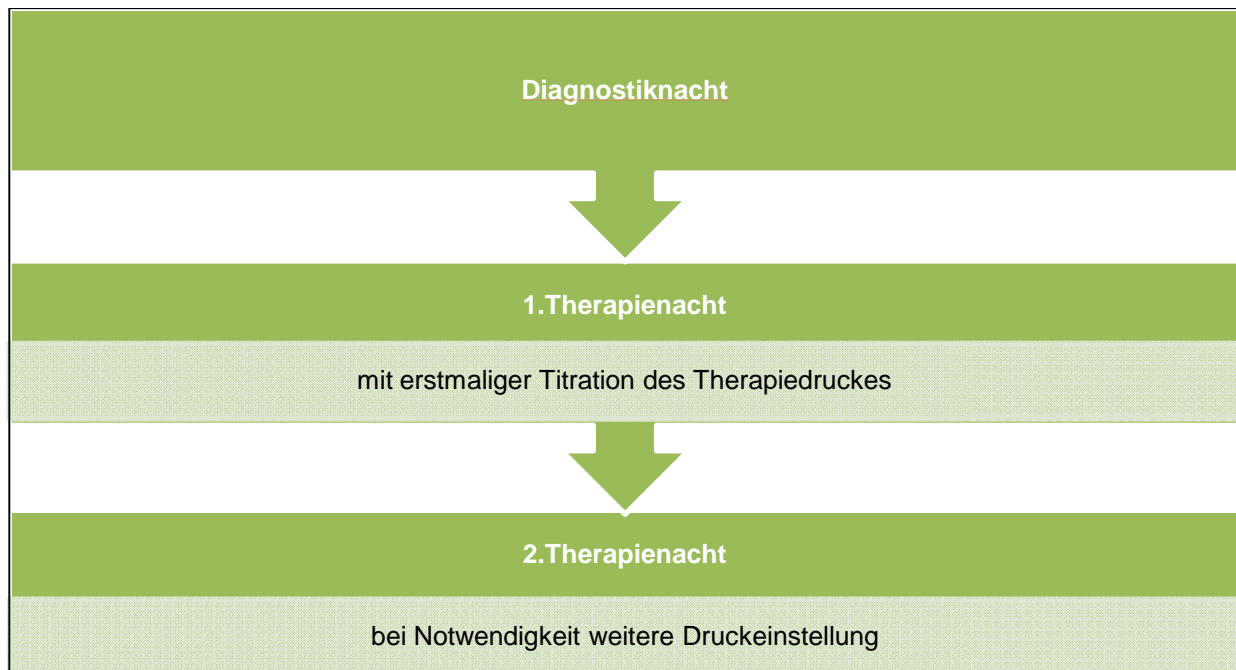 Diagnostiknacht
1.Therapienacht
mit erstmaliger Titration des Therapiedruckes
2.Therapienacht
bei Notwendigkeit weitere Druckeinstellung